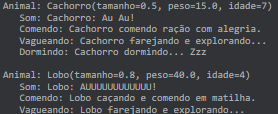 Animal: Cachorro(tamanho=0.5, peso=15.0, idade=7)
Som: Cachorro: Au Au!
Comendo: Cachorro comendo ração com alegria.
Vagueando: Cachorro farejando e explorando...
Dormindo: Cachorro dormindo... Zzz
Animal: Lobo(tamanho=0.8, peso=40.0, idade=4)
Som: Lobo: AUUUUUUUUUUU!
Comendo: Lobo caçando e comendo em matilha.
Vagueando: Lobo farejando e explorando...